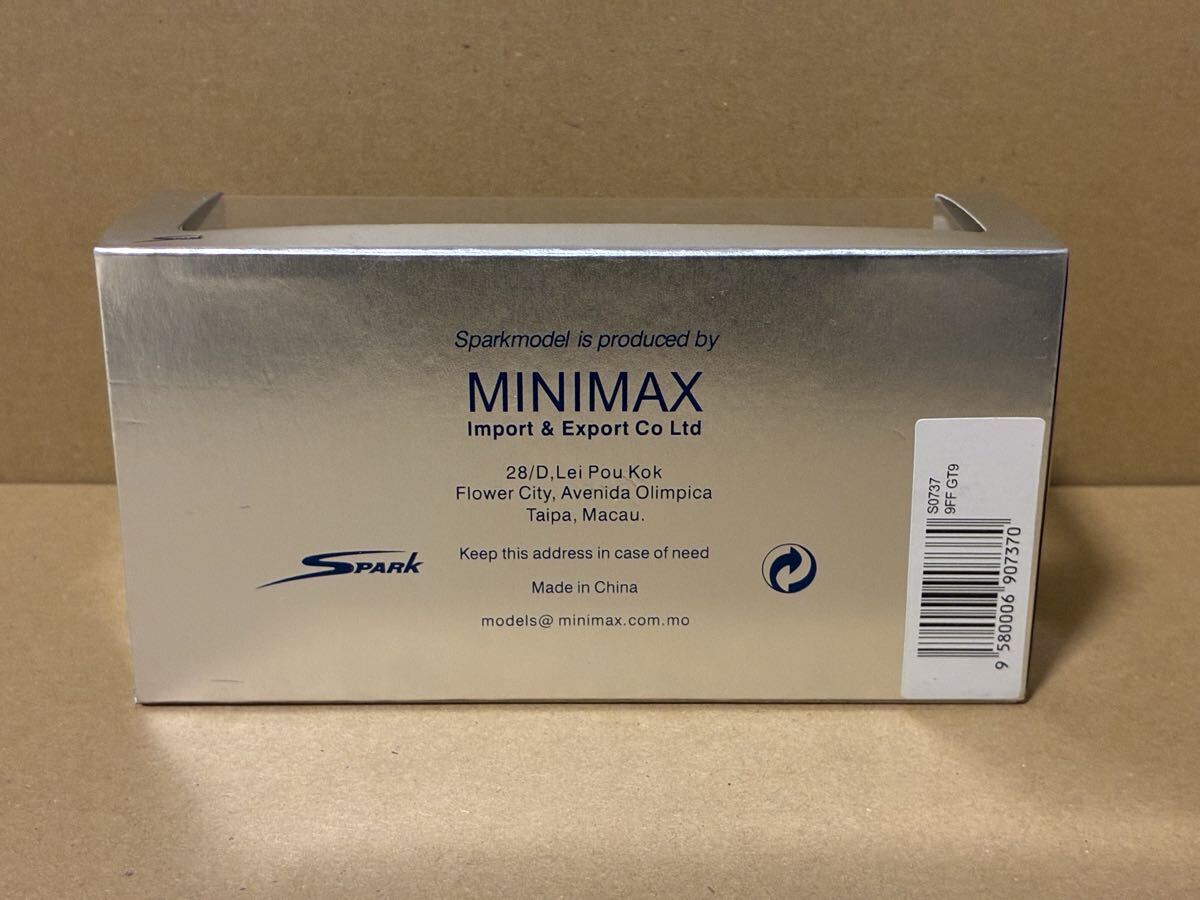 Spark
Sparkmodel is produced by
MINIMAX
Import & Export Co Ltd
28/D,Lei Pou Kok
Flower City, Avenida Olimpica
Taipa, Macau.
Keep this address in case of need
Made in China
models@ minimax.com.mo
SPARK
S0737
9FF GT9
9 580006 907370